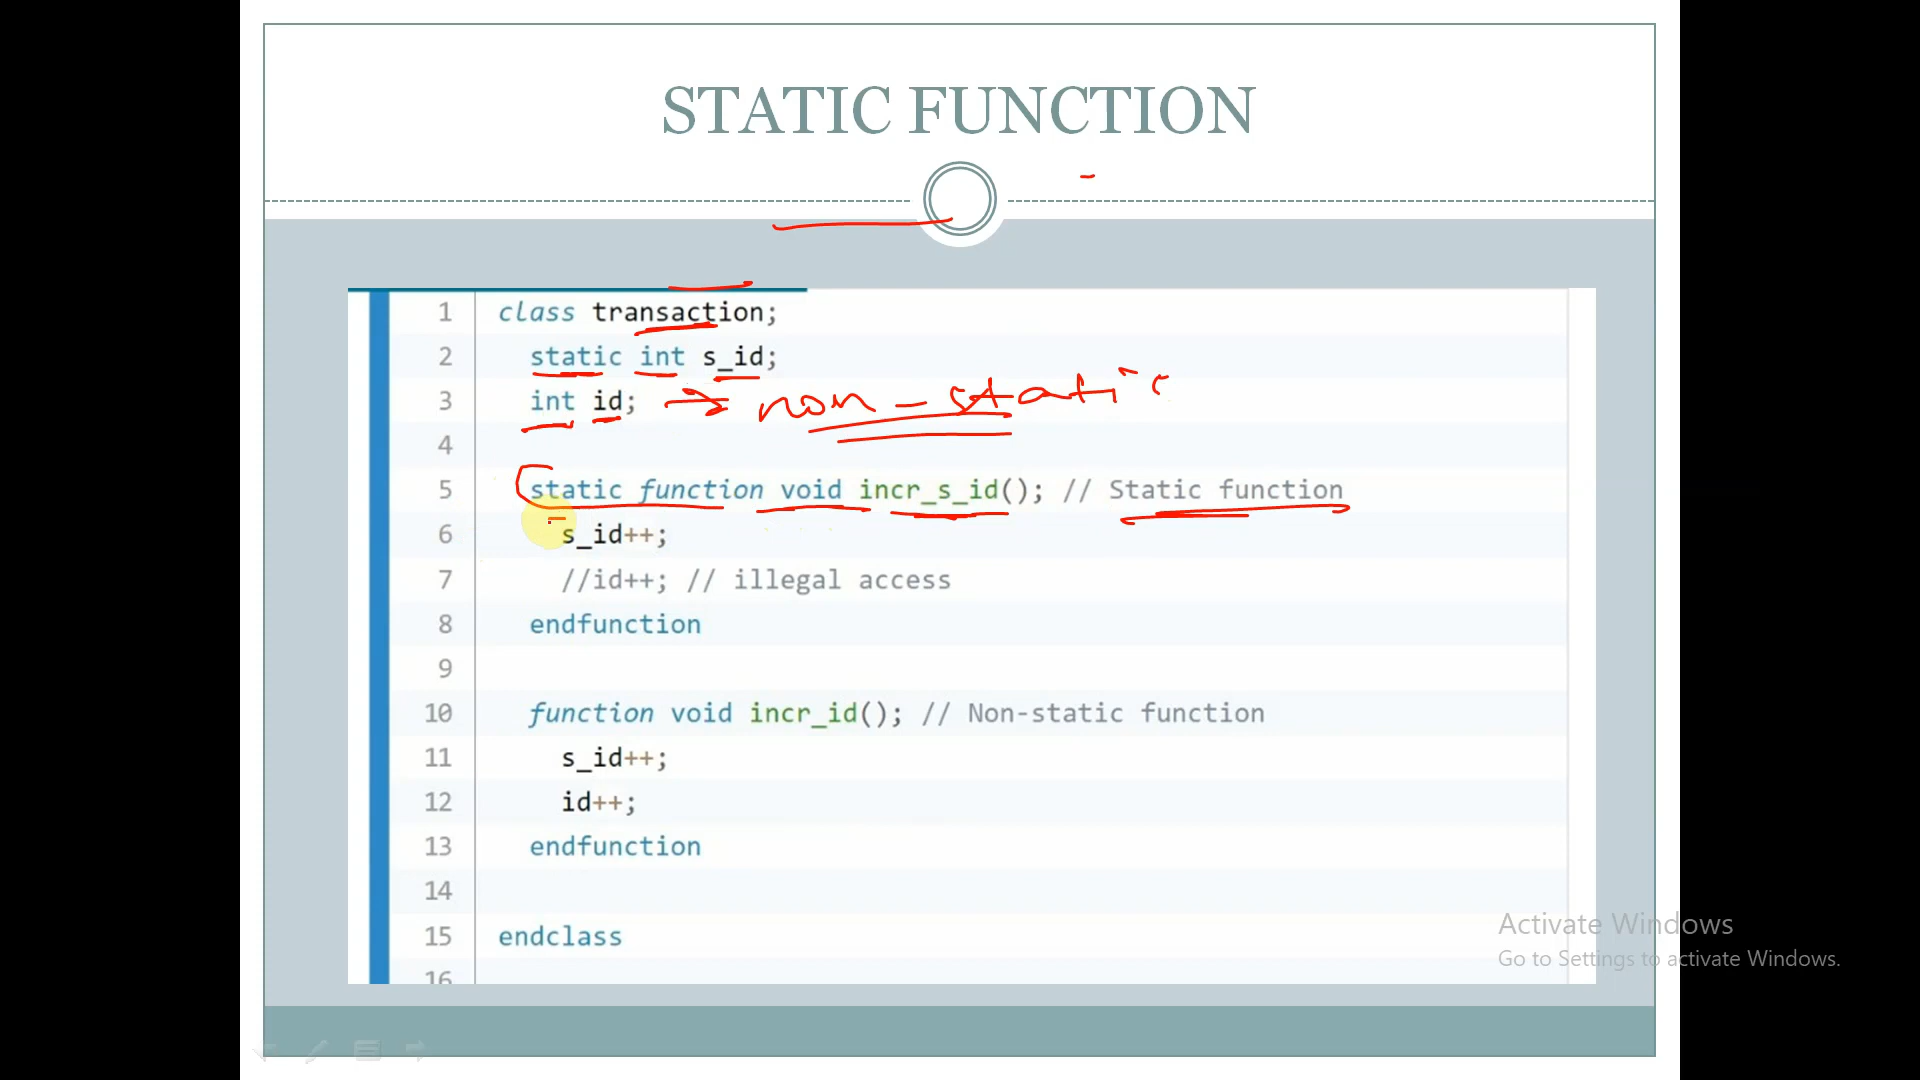 STATIC FUNCTION
1 class transaction;
2 static int s_id;
3 int id; non-static
4
5 static function void incr_s_id(); // Static function
6 s_id++;
7 //id++; // illegal access
8 endfunction
9
10 function void incr_id(); // Non-static function
11 s_id++;
12 id++;
13 endfunction
14
15 endclass
16
Activate Windows
Go to Settings to activate Windows.